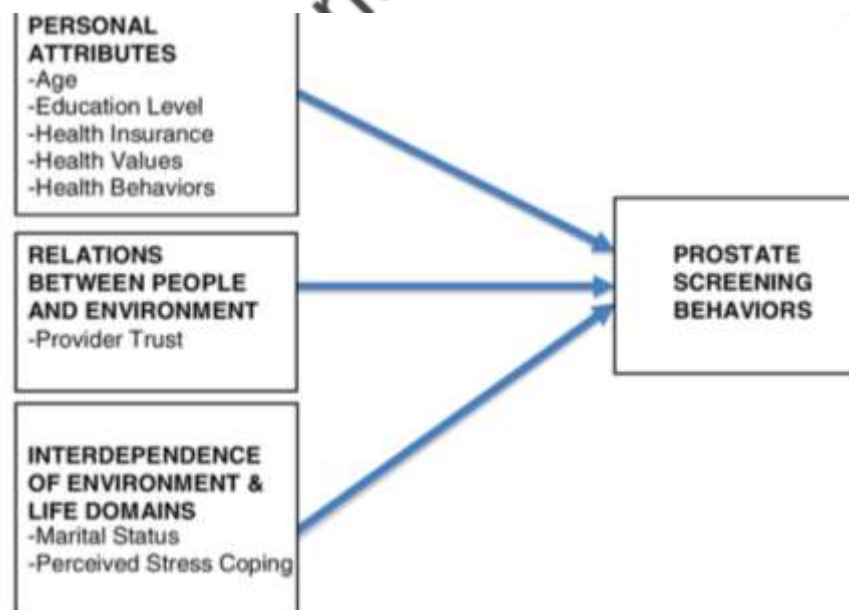 PERSONAL
ATTRIBUTES
-Age
-Education Level
-Health Insurance
-Health Values
-Health Behaviors
RELATIONS
BETWEEN PEOPLE
AND ENVIRONMENT
-Provider Trust
INTERDEPENDENCE
OF ENVIRONMENT &
LIFE DOMAINS
-Marital Status
-Perceived Stress Coping
PROSTATE
SCREENING
BEHAVIORS